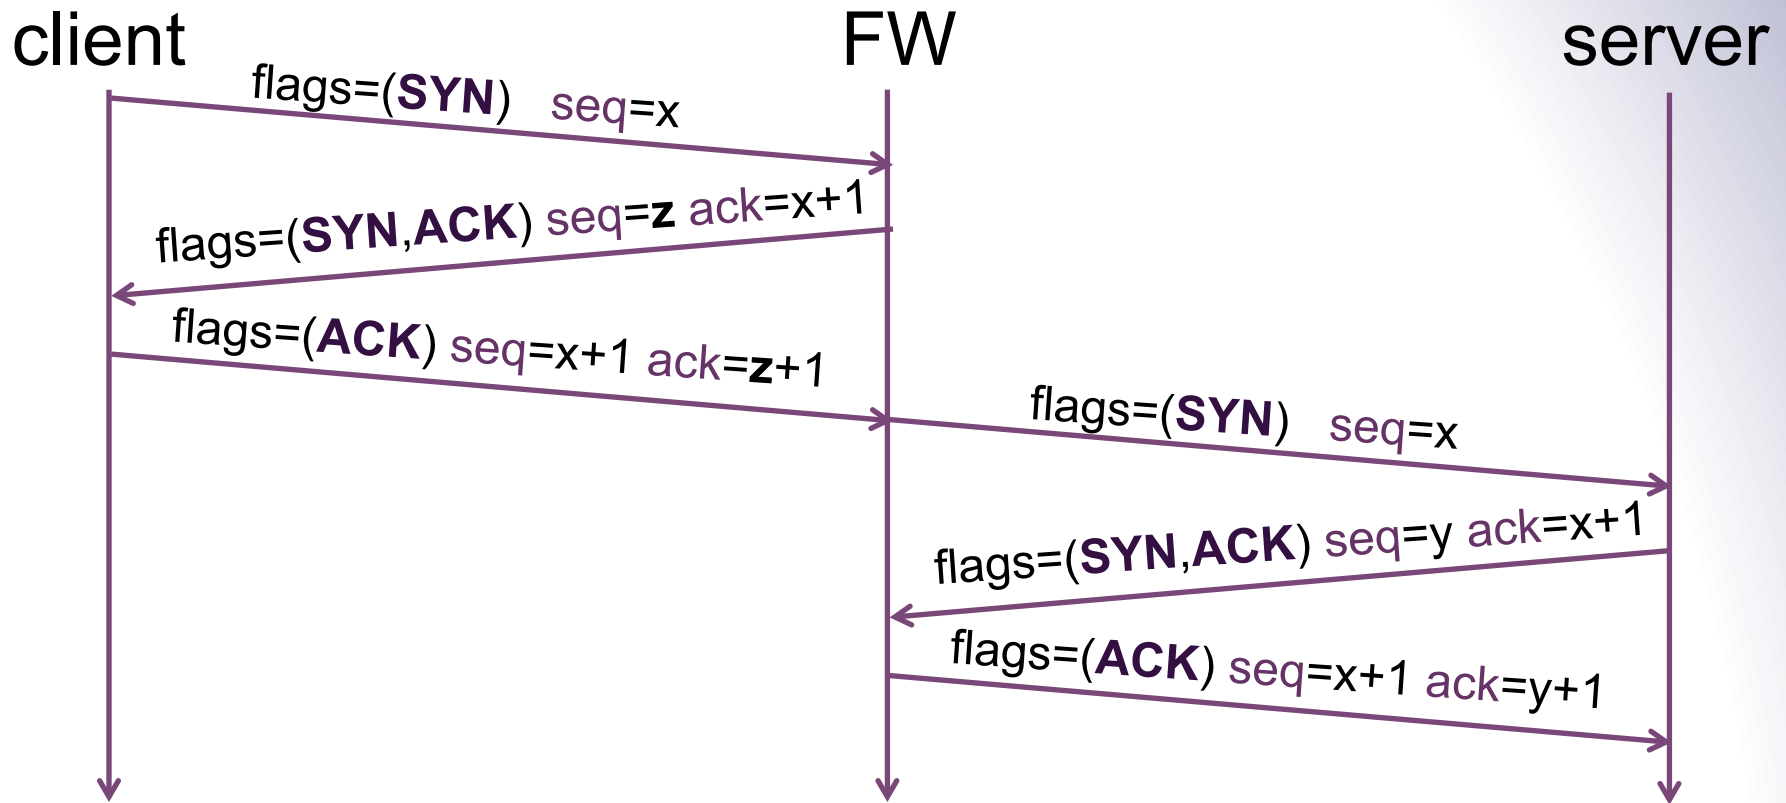 client FW server
flags=(SYN) seq=x
flags=(SYN,ACK) seq=z ack=x+1
flags=(ACK) seq=x+1 ack=z+1
flags=(SYN) seq=x
flags=(SYN,ACK) seq=y ack=x+1
flags=(ACK) seq=x+1 ack=y+1